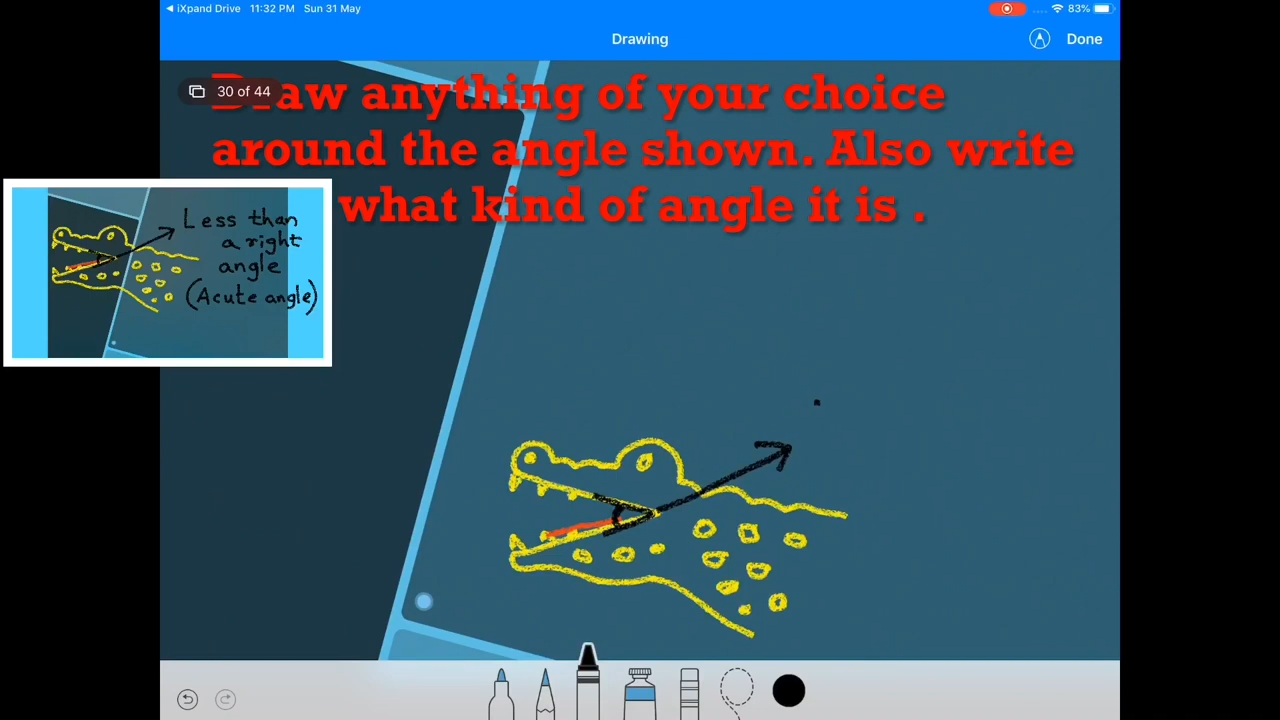 iXpand Drive 11:32 PM Sun 31 May
83%
Drawing
Done
30 of 44
Draw anything of your choice
around the angle shown. Also write
what kind of angle it is .
Less than
a right
angle
(Acute angle)